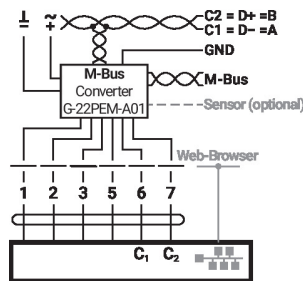 C2 = D+ =B
C1 = D− =A
GND
M-Bus
Converter
G-22PEM-A01
M-Bus
Sensor (optional)
Web-Browser
1 2 3 5 6 7
C1 C2